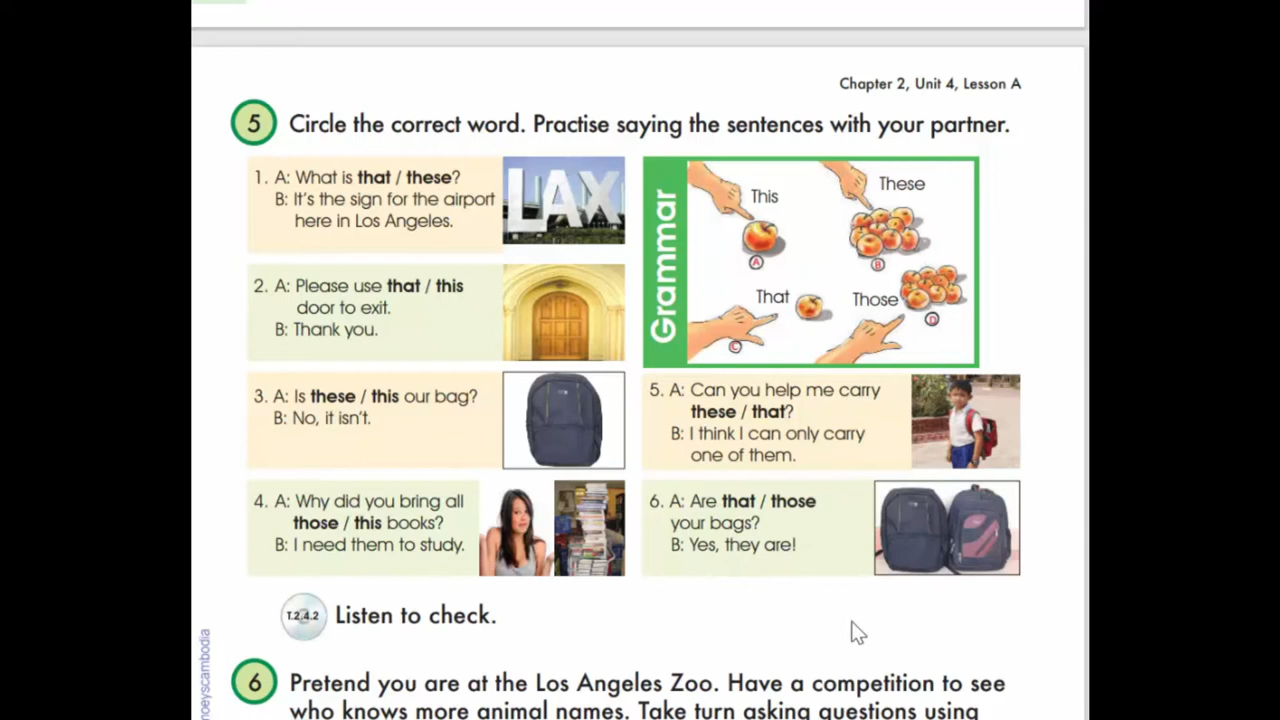 Chapter 2, Unit 4, Lesson A
5 Circle the correct word. Practise saying the sentences with your partner.
1. A: What is that / these?
B: It's the sign for the airport
here in Los Angeles.
LAX
2. A: Please use that / this
door to exit.
B: Thank you.
3. A: Is these / this our bag?
B: No, it isn't.
4. A: Why did you bring all
those / this books?
B: I need them to study.
Grammar
This
A
These
B
That
C
Those
D
5. A: Can you help me carry
these / that?
B: I think I can only carry
one of them.
6. A: Are that / those
your bags?
B: Yes, they are!
T.2.4.2 Listen to check.
6 Pretend you are at the Los Angeles Zoo. Have a competition to see
who knows more animal names. Take turn asking questions using
moeyscambodia